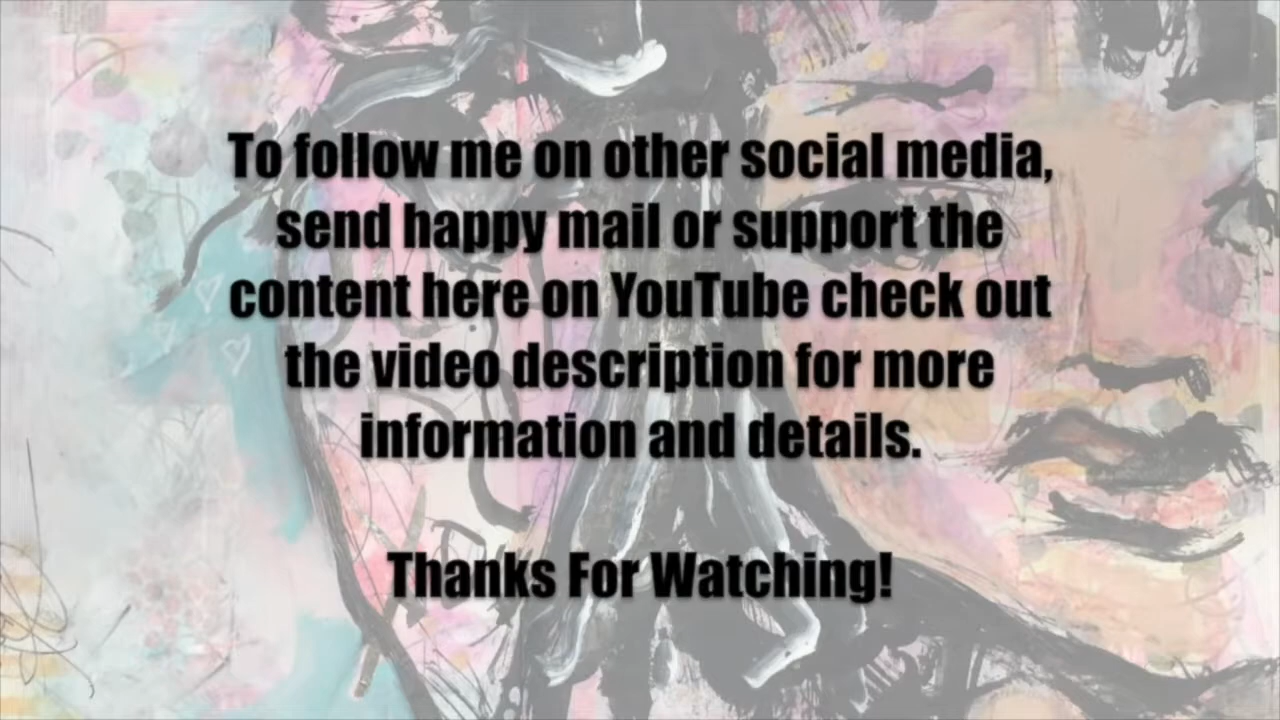 To follow me on other social media,
send happy mail or support the
content here on YouTube check out
the video description for more
information and details.
Thanks For Watching!